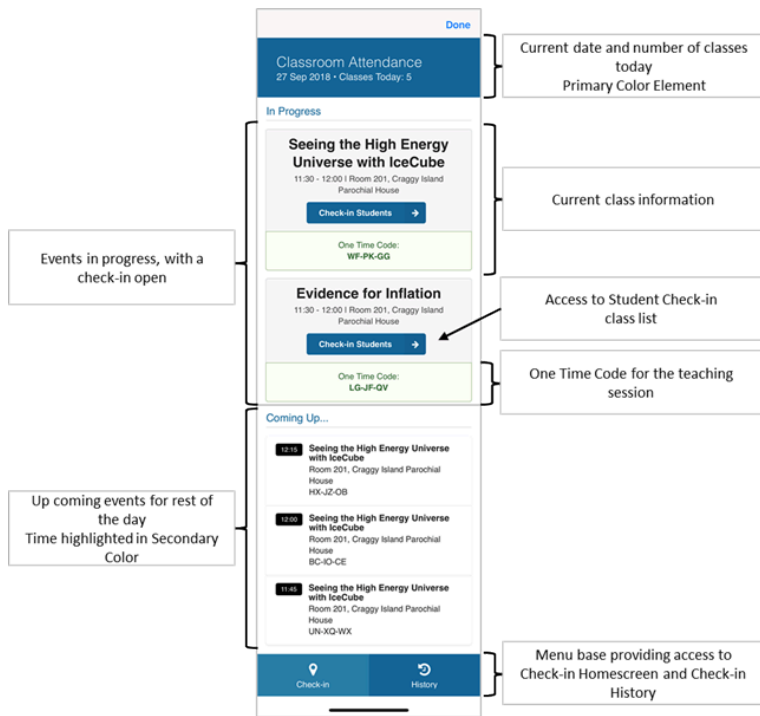 Done
Classroom Attendance
27 Sep 2018 • Classes Today: 5
Current date and number of classes
today
Primary Color Element
In Progress
Seeing the High Energy
Universe with IceCube
11:30 - 12:00 | Room 201, Craggy Island
Parochial House
Check-in Students
One Time Code:
WF-PK-GG
Current class information
Events in progress, with a
check-in open
Evidence for Inflation
11:30 - 12:00 | Room 201, Craggy Island
Parochial House
Check-in Students
One Time Code:
LG-JF-QV
Access to Student Check-in
class list
One Time Code for the teaching
session
Coming Up...
12:15 Seeing the High Energy Universe
with IceCube
Room 201, Craggy Island Parochial
House
HX-JZ-OB
12:00 Seeing the High Energy Universe
with IceCube
Room 201, Craggy Island Parochial
House
BC-IO-CE
11:45 Seeing the High Energy Universe
with IceCube
Room 201, Craggy Island Parochial
House
UN-XQ-WX
Up coming events for rest of
the day
Time highlighted in Secondary
Color
Check-in
History
Menu base providing access to
Check-in Homescreen and Check-in
History